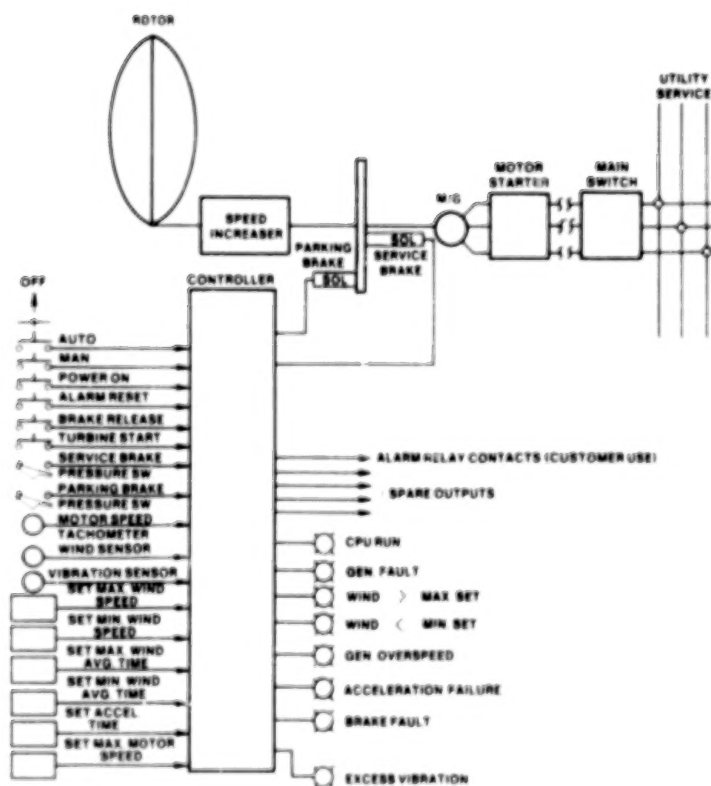 ROTOR
UTILITY
SERVICE
MOTOR
STARTER
MAIN
SWITCH
M/G
SPEED
INCREASER
SOL
PARKING
BRAKE
SERVICE
BRAKE
SOL
CONTROLLER
OFF
AUTO
MAN
POWER ON
ALARM RESET
BRAKE RELEASE
TURBINE START
SERVICE BRAKE
PRESSURE SW
PARKING BRAKE
PRESSURE SW
MOTOR SPEED
TACHOMETER
WIND SENSOR
VIBRATION SENSOR
SET MAX. WIND
SPEED
SET MIN. WIND
SPEED
SET MAX. WIND
AVG. TIME
SET MIN. WIND
AVG. TIME
SET ACCEL
TIME
SET MAX. MOTOR
SPEED
ALARM RELAY CONTACTS (CUSTOMER USE)
SPARE OUTPUTS
CPU RUN
GEN. FAULT
WIND > MAX SET
WIND < MIN SET
GEN. OVERSPEED
ACCELERATION FAILURE
BRAKE FAULT
EXCESS VIBRATION